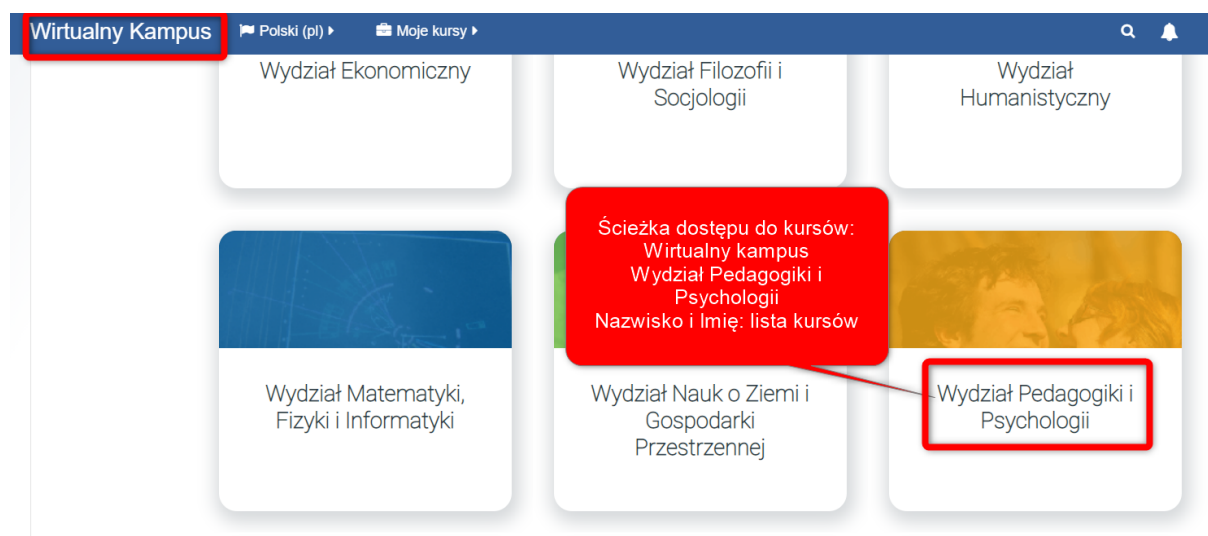 Wirtualny Kampus Polski (pl) Moje kursy
Wydział Ekonomiczny
Wydział Filozofii i
Socjologii
Wydział
Humanistyczny
Ścieżka dostępu do kursów:
Wirtualny kampus
Wydział Pedagogiki i
Psychologii
Nazwisko i Imię: lista kursów
Wydział Matematyki,
Fizyki i Informatyki
Wydział Nauk o Ziemi i
Gospodarki
Przestrzennej
Wydział Pedagogiki i
Psychologii